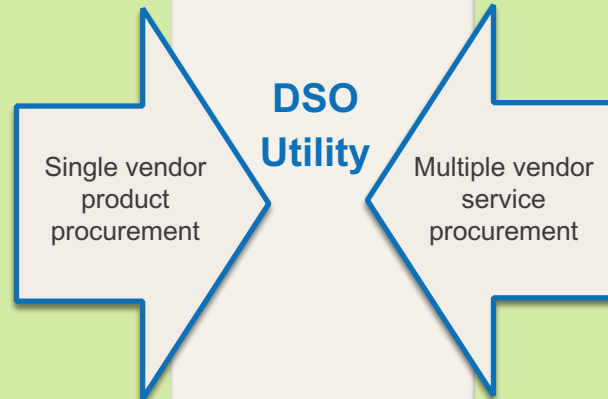 DSO
Utility
Single vendor
product
procurement
Multiple vendor
service
procurement